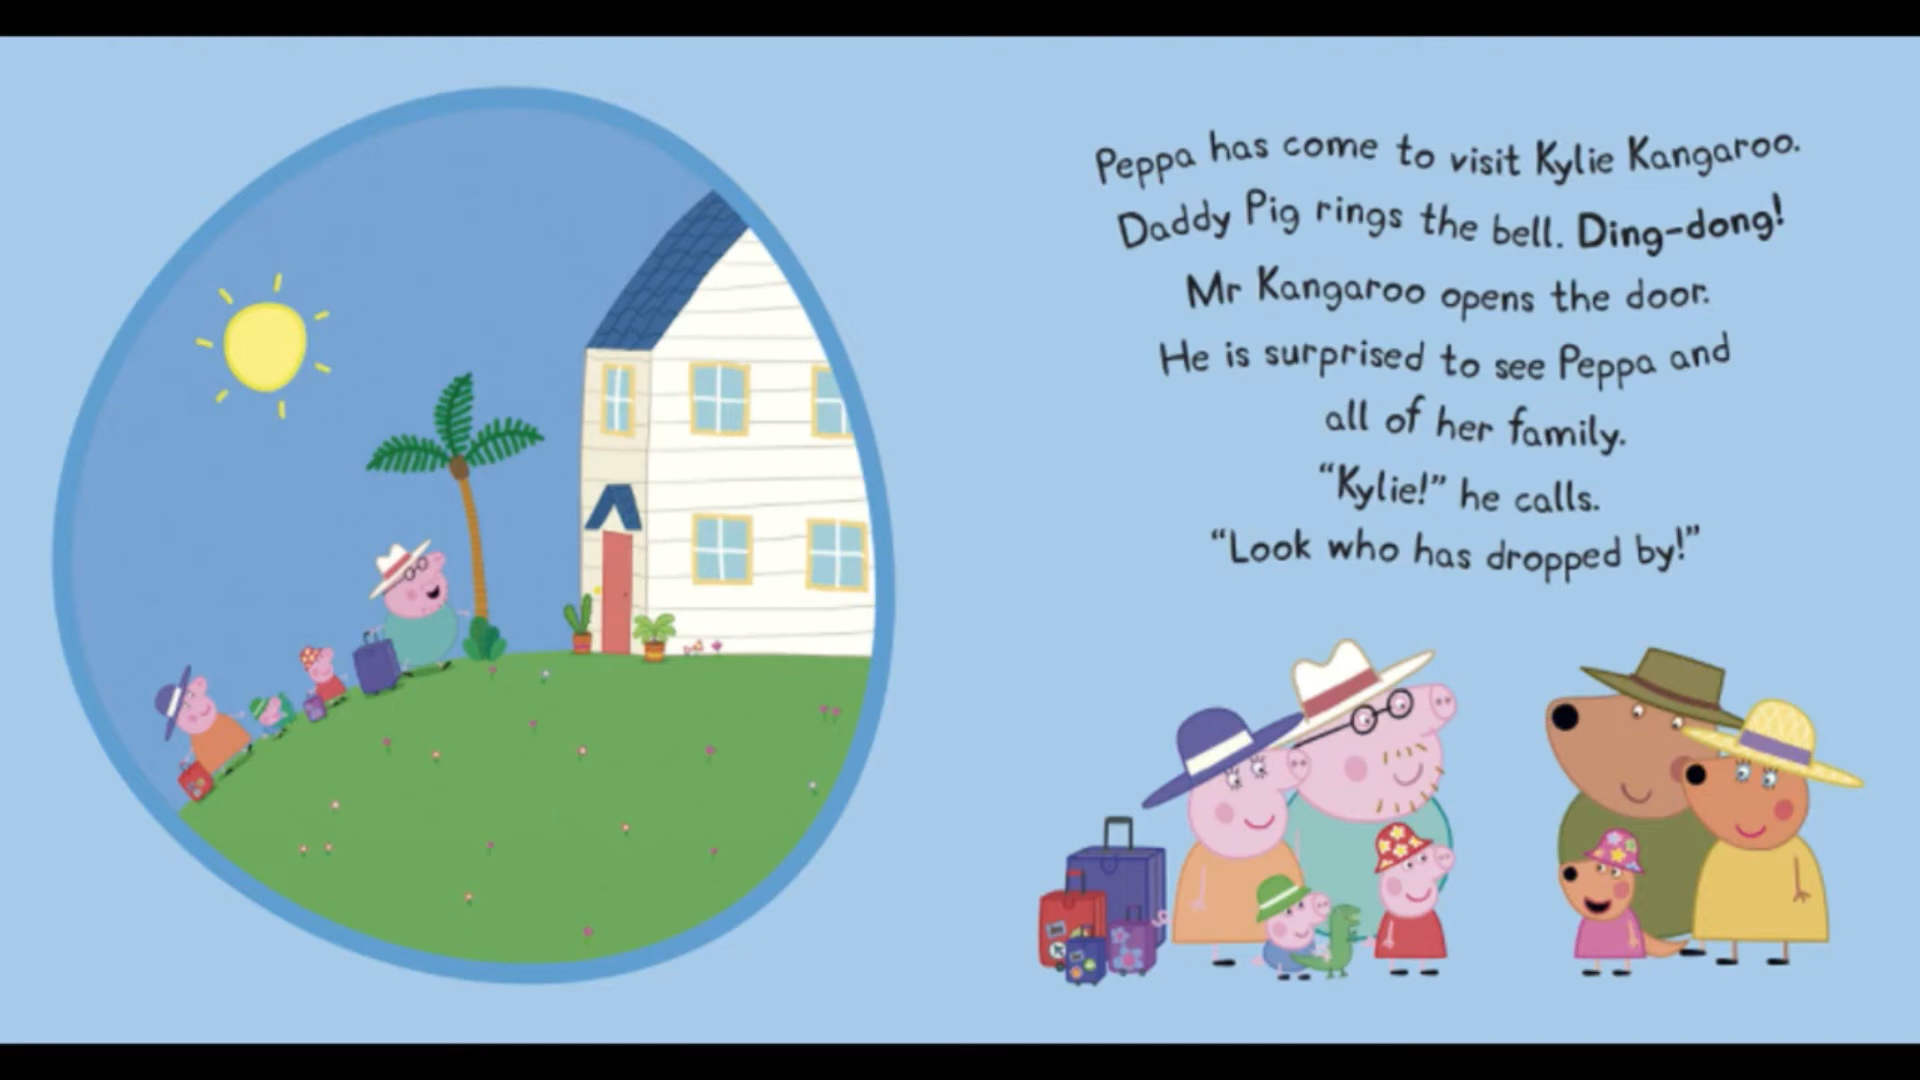 Peppa has come to visit Kylie Kangaroo.
Daddy Pig rings the bell. Ding-dong!
Mr Kangaroo opens the door.
He is surprised to see Peppa and
all of her family.
“Kylie!” he calls.
“Look who has dropped by!”